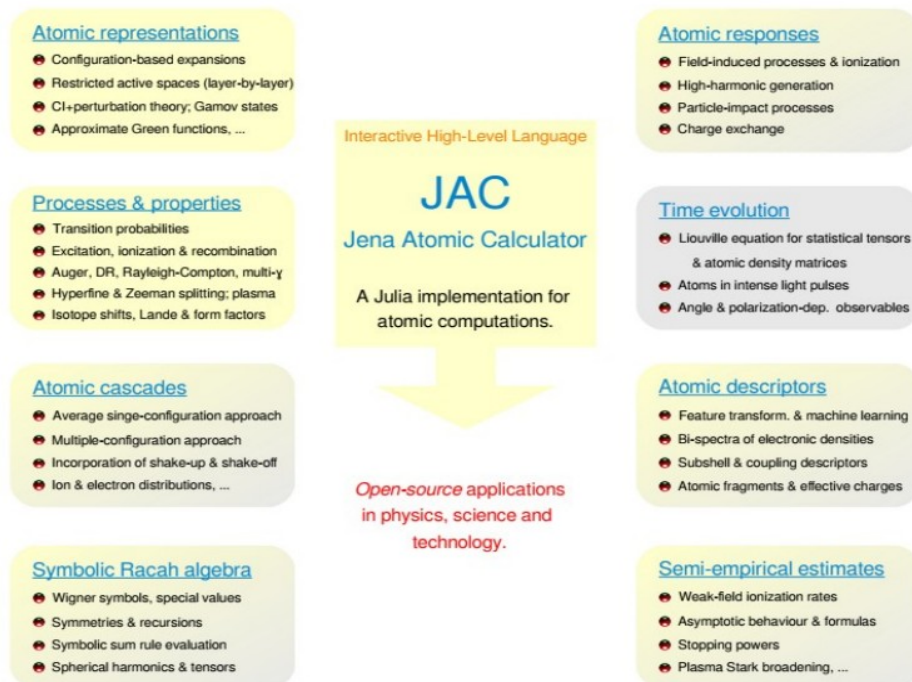 Atomic representations
Configuration-based expansions
Restricted active spaces (layer-by-layer)
CI+perturbation theory; Gamov states
Approximate Green functions, ...
Processes & properties
Transition probabilities
Excitation, ionization & recombination
Auger, DR, Rayleigh-Compton, multi-γ
Hyperfine & Zeeman splitting; plasma
Isotope shifts, Lande & form factors
Atomic cascades
Average singe-configuration approach
Multiple-configuration approach
Incorporation of shake-up & shake-off
Ion & electron distributions, ...
Symbolic Racah algebra
Wigner symbols, special values
Symmetries & recursions
Symbolic sum rule evaluation
Spherical harmonics & tensors
Interactive High-Level Language
JAC
Jena Atomic Calculator
A Julia implementation for
atomic computations.
Open-source applications
in physics, science and
technology.
Atomic responses
Field-induced processes & ionization
High-harmonic generation
Particle-impact processes
Charge exchange
Time evolution
Liouville equation for statistical tensors
& atomic density matrices
Atoms in intense light pulses
Angle & polarization-dep. observables
Atomic descriptors
Feature transform. & machine learning
Bi-spectra of electronic densities
Subshell & coupling descriptors
Atomic fragments & effective charges
Semi-empirical estimates
Weak-field ionization rates
Asymptotic behaviour & formulas
Stopping powers
Plasma Stark broadening, ...